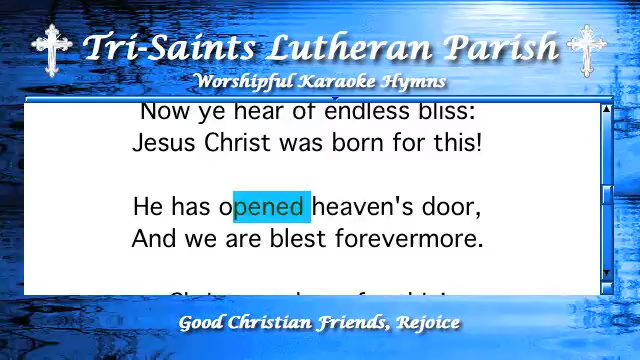 Tri-Saints Lutheran Parish
Worshipful Karaoke Hymns
Now ye hear of endless bliss:
Jesus Christ was born for this!
He has opened heaven's door,
And we are blest forevermore.
Good Christian Friends, Rejoice